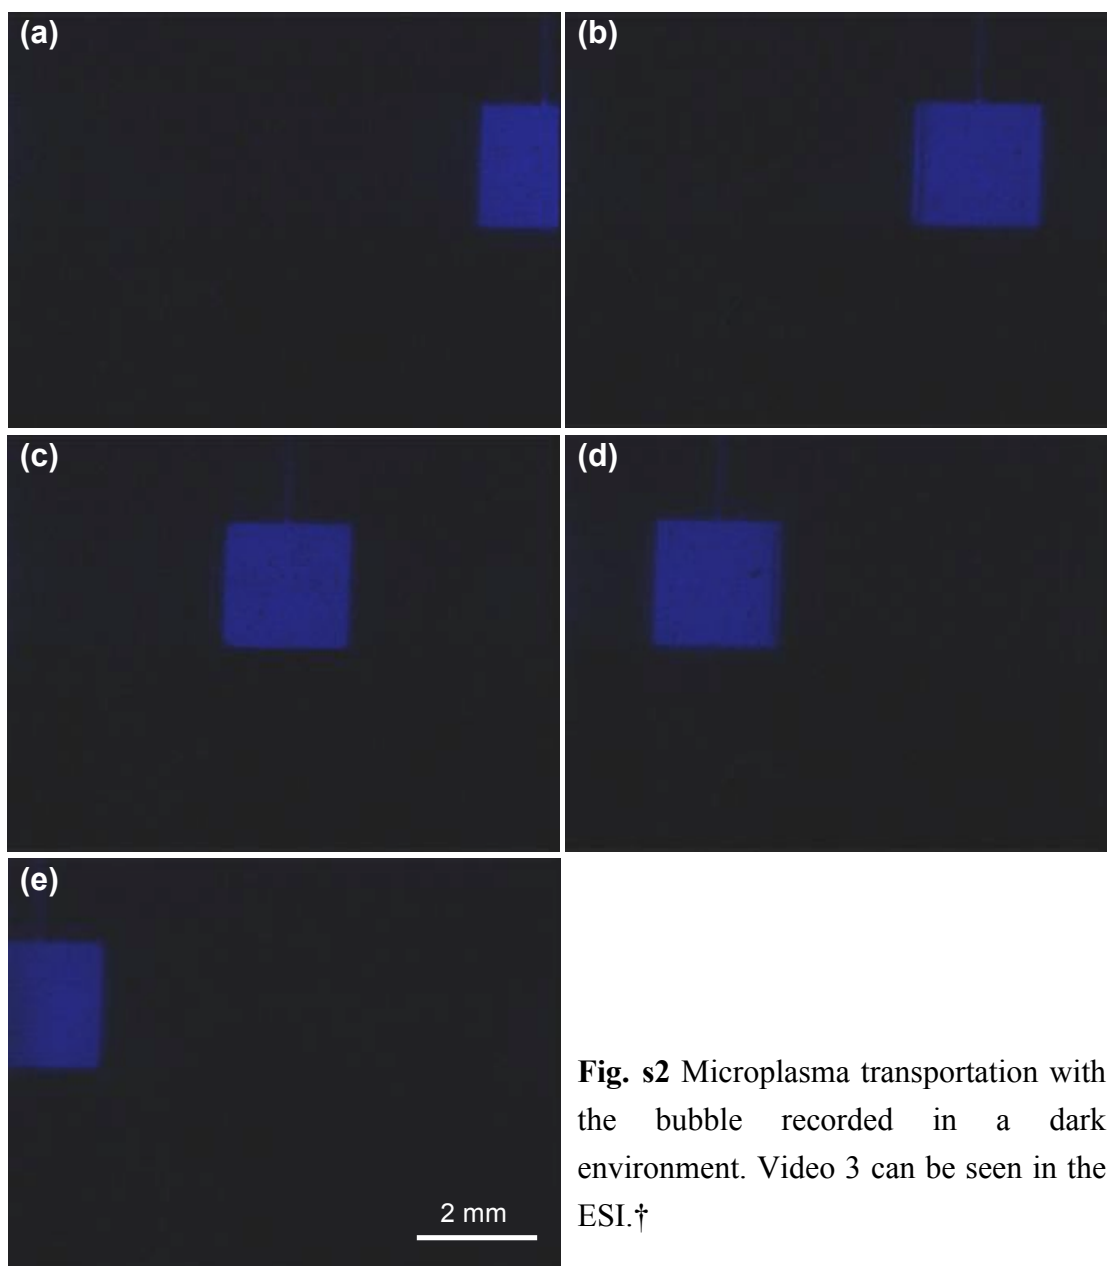 (a)
(b)
(c)
(d)
(e)
2 mm
Fig. s2 Microplasma transportation with
the bubble recorded in a dark
environment. Video 3 can be seen in the
ESI.†